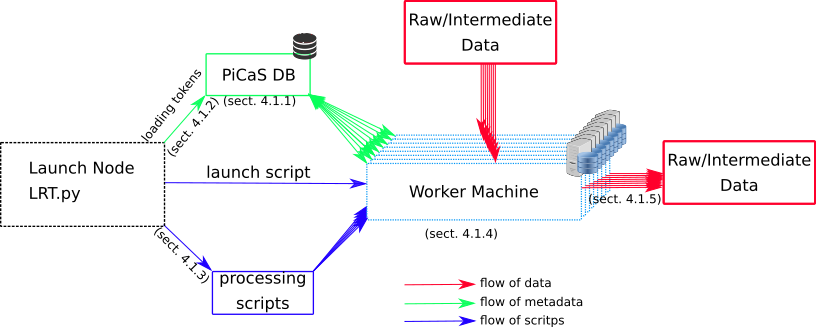 Raw/Intermediate
Data
PiCaS DB
(sect. 4.1.1)
loading tokens
(sect. 4.1.2)
Launch Node
LRT.py
launch script
Worker Machine
(sect. 4.1.4)
Raw/Intermediate
Data
(sect. 4.1.5)
(sect. 4.1.3)
processing
scripts
flow of data
flow of metadata
flow of scritps